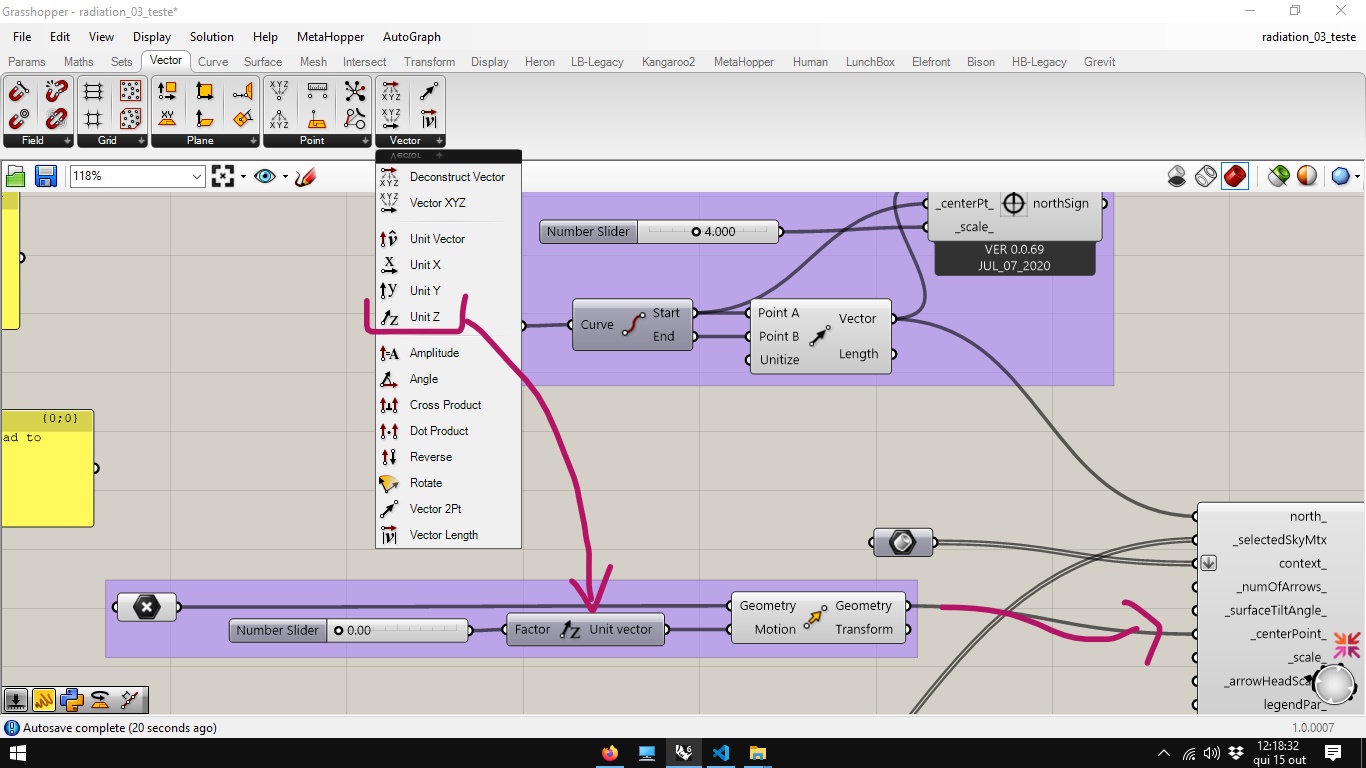 Grasshopper - radiation_03_teste*
File Edit View Display Solution Help MetaHopper AutoGraph radiation_03_teste
Params Maths Sets Vector Curve Surface Mesh Intersect Transform Display Heron LB-Legacy Kangaroo2 MetaHopper Human LunchBox Elefront Bison HB-Legacy Grevit
Field Grid Plane Point Vector
Vector
118%
Deconstruct Vector
Vector XYZ
Unit Vector
Unit X
Unit Y
Unit Z
Amplitude
Angle
Cross Product
Dot Product
Reverse
Rotate
Vector 2Pt
Vector Length
_centerPt_ northSign
_scale_
VER 0.0.69
JUL_07_2020
Number Slider 4.000
Curve Start
End
Point A Vector
Point B
Unitize Length
{0;0}
ad to
north_
_selectedSkyMtx
context_
_numOfArrows_
_surfaceTiltAngle_
_centerPoint_
_scale_
_arrowHeadSca
legendPar_
Number Slider 0.00
Factor Unit vector
Geometry Geometry
Motion Transform
Autosave complete (20 seconds ago) 1.0.0007
12:18:32
qui 15 out